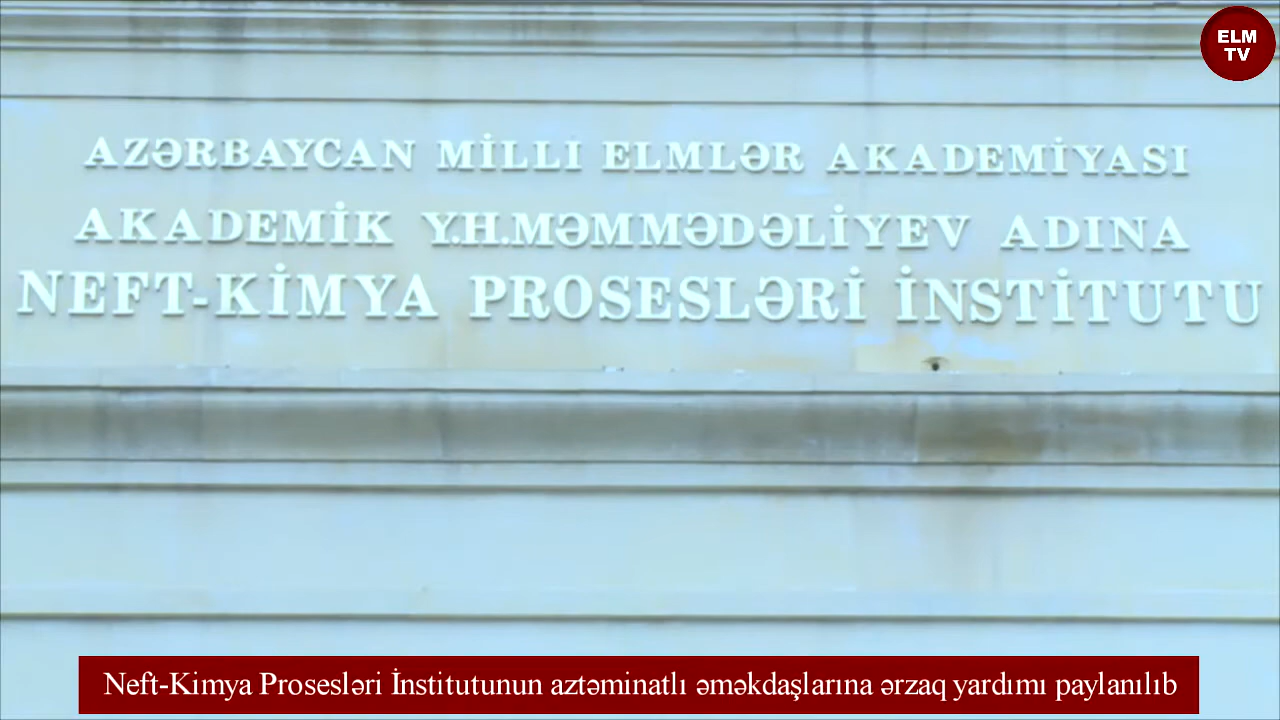 ELM
TV
AZƏRBAYCAN MİLLİ ELMLƏR AKADEMİYASI
AKADEMİK Y.H.MƏMMƏDƏLİYEV ADINA
NEFT-KİMYA PROSESLƏRİ İNSTİTUTU
Neft-Kimya Prosesləri İnstitutunun aztəminatlı əməkdaşlarına ərzaq yardımı paylanılıb